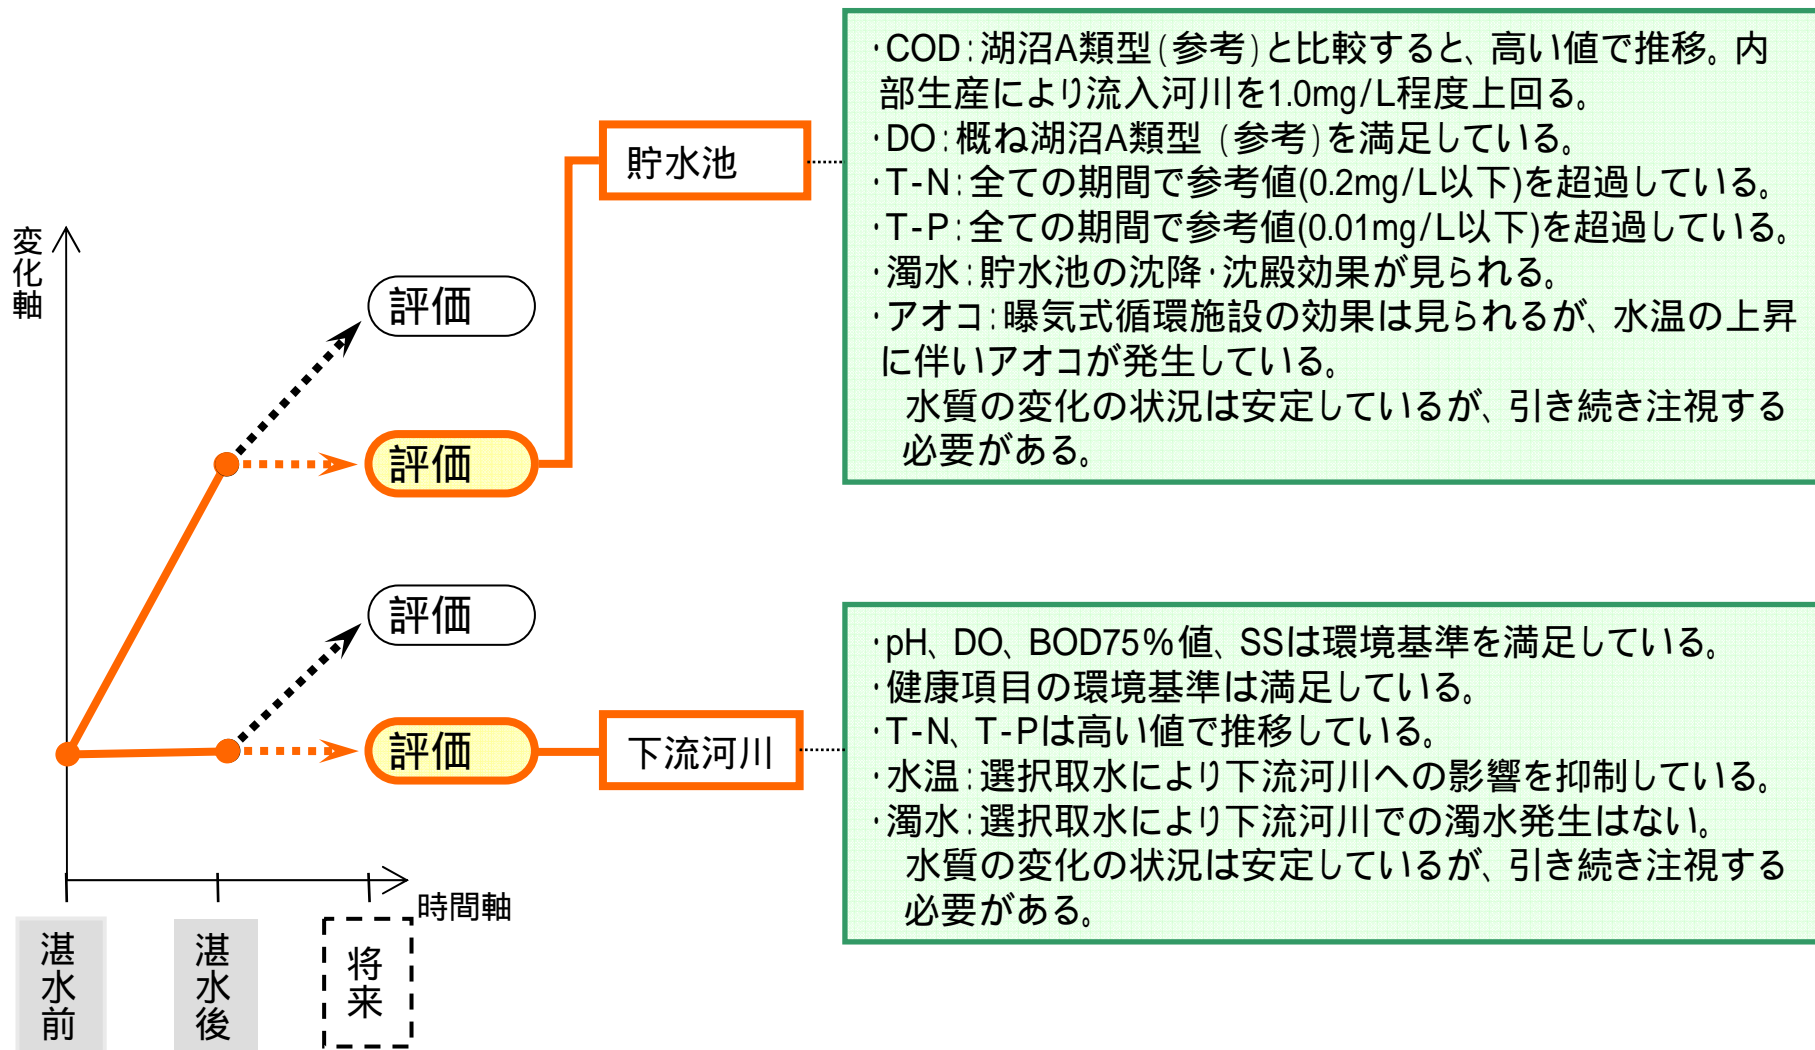 変化軸
評価
評価
評価
評価
貯水池
下流河川
時間軸
湛水前
湛水後
将来
・COD:湖沼A類型(参考)と比較すると、高い値で推移。内
部生産により流入河川を1.0mg/L程度上回る。
・DO:概ね湖沼A類型 (参考)を満足している。
・T-N:全ての期間で参考値(0.2mg/L以下)を超過している。
・T-P:全ての期間で参考値(0.01mg/L以下)を超過している。
・濁水:貯水池の沈降・沈殿効果が見られる。
・アオコ:曝気式循環施設の効果は見られるが、水温の上昇
に伴いアオコが発生している。
水質の変化の状況は安定しているが、引き続き注視する
必要がある。
・pH、DO、BOD75%値、SSは環境基準を満足している。
・健康項目の環境基準は満足している。
・T-N、T-Pは高い値で推移している。
・水温:選択取水により下流河川への影響を抑制している。
・濁水:選択取水により下流河川での濁水発生はない。
水質の変化の状況は安定しているが、引き続き注視する
必要がある。